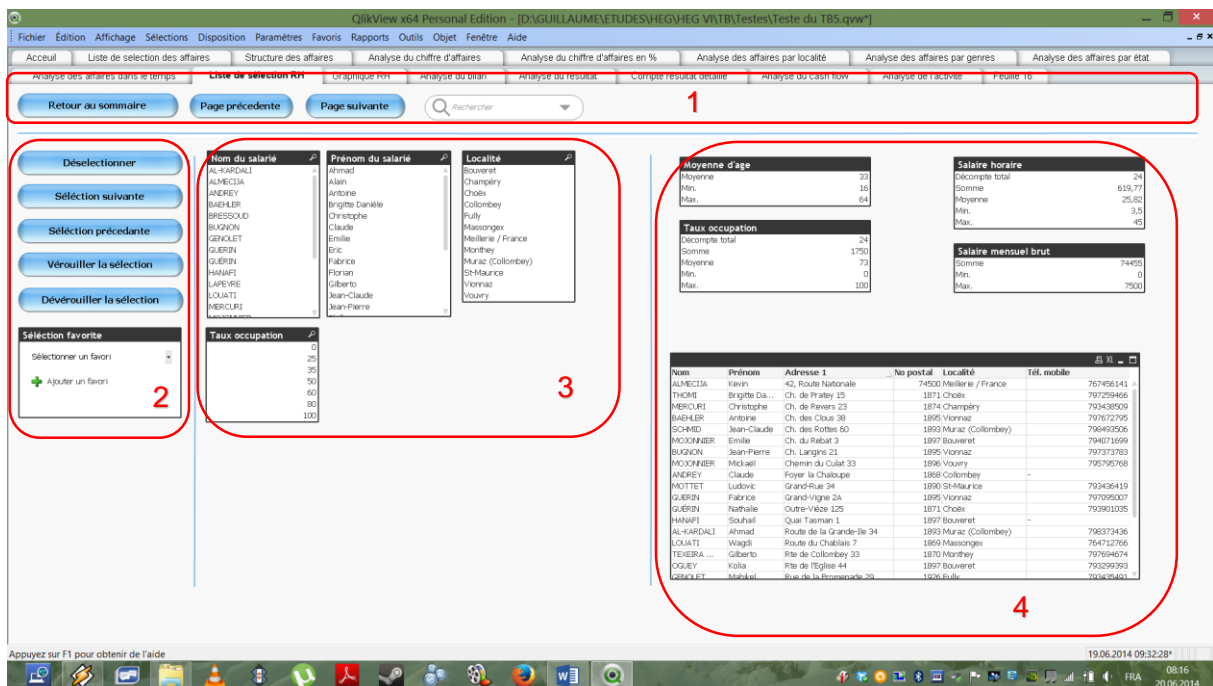 QlikView x64 Personal Edition - [D:\GUILLAUME\ETUDES\HEG\HEG VI\TB\Testes\Teste du TB5.qvw*]
Fichier Édition Affichage Sélections Disposition Paramètres Favoris Rapports Outils Objet Fenêtre Aide
Acceuil Liste de selection des affaires Structure des affaires Analyse du chiffre d'affaires Analyse du chiffre d'affaires en % Analyse des affaires par localité Analyse des affaires par genres Analyse des affaires par état
Analyse des affaires dans le temps Liste de sélection RH Graphique RH Analyse du bilan Analyse du résultat Compte résultat détaillé Analyse du cash flow Analyse de l'activité Feuille 16
Retour au sommaire Page précedente Page suivante Rechercher 1
Déselectionner
Séléction suivante
Séléction précedante
Vérouiller la sélection
Dévérouiller la sélection
Séléction favorite
Sélectionner un favori
Ajouter un favori
2
Nom du salarié
AL-KARDALI
ALMECIJA
ANDREY
BAEHLER
BRESSOUD
BUGNON
GENOLET
GUERIN
GUÉRIN
HANAFI
LAPEYRE
LOUATI
MERCURI
MOJONNIER
Prénom du salarié
Ahmad
Alain
Antoine
Brigitte Danièle
Christophe
Claude
Emilie
Eric
Fabrice
Florian
Gilberto
Jean-Claude
Jean-Pierre
Localité
Bouveret
Champéry
Choëx
Collombey
Fully
Massongex
Meillerie / France
Monthey
Muraz (Collombey)
St-Maurice
Vionnaz
Vouvry
Taux occupation
0
25
35
50
60
80
100
3
Moyenne d'age
Moyenne 33
Min. 16
Max. 64
Taux occupation
Décompte total 24
Somme 1750
Moyenne 73
Min. 0
Max. 100
Salaire horaire
Décompte total 24
Somme 619,77
Moyenne 25,82
Min. 3,5
Max. 45
Salaire mensuel brut
Somme 74455
Min. 0
Max. 7500
XL
Nom Prénom Adresse 1 No postal Localité Tél. mobile
ALMECIJA Kevin 42, Route Nationale 74500 Meillerie / France 767456141
THOMI Brigitte Da... Ch. de Pratey 15 1871 Choëx 797259466
MERCURI Christophe Ch. de Revers 23 1874 Champéry 793438509
BAEHLER Antoine Ch. des Clous 38 1895 Vionnaz 797672795
SCHMID Jean-Claude Ch. des Rottes 60 1893 Muraz (Collombey) 798493506
MOJONNIER Emilie Ch. du Rebat 3 1897 Bouveret 794071699
BUGNON Jean-Pierre Ch. Langins 21 1895 Vionnaz 797373783
MOJONNIER Mickaël Chemin du Culat 33 1896 Vouvry 795795768
ANDREY Claude Foyer la Chaloupe 1868 Collombey -
MOTTET Ludovic Grand-Rue 34 1890 St-Maurice 793436419
GUERIN Fabrice Grand-Vigne 2A 1895 Vionnaz 797095007
GUÉRIN Nathalie Outre-Vièze 125 1871 Choëx 793901035
HANAFI Souhail Quai Tasman 1 1897 Bouveret -
AL-KARDALI Ahmad Route de la Grande-Ile 34 1893 Muraz (Collombey) 798373436
LOUATI Wagdi Route du Chablais 7 1869 Massongex 764712766
TEXEIRA ... Gilberto Rte de Collombey 33 1870 Monthey 797694674
OGUEY Kolia Rte de l'Eglise 44 1897 Bouveret 793299393
GENOLET Mahikel Rue de la Promenade 29 1926 Fully 793435491
4
Appuyez sur F1 pour obtenir de l'aide 19.06.2014 09:32:28*
FRA 08:16
20.06.2014